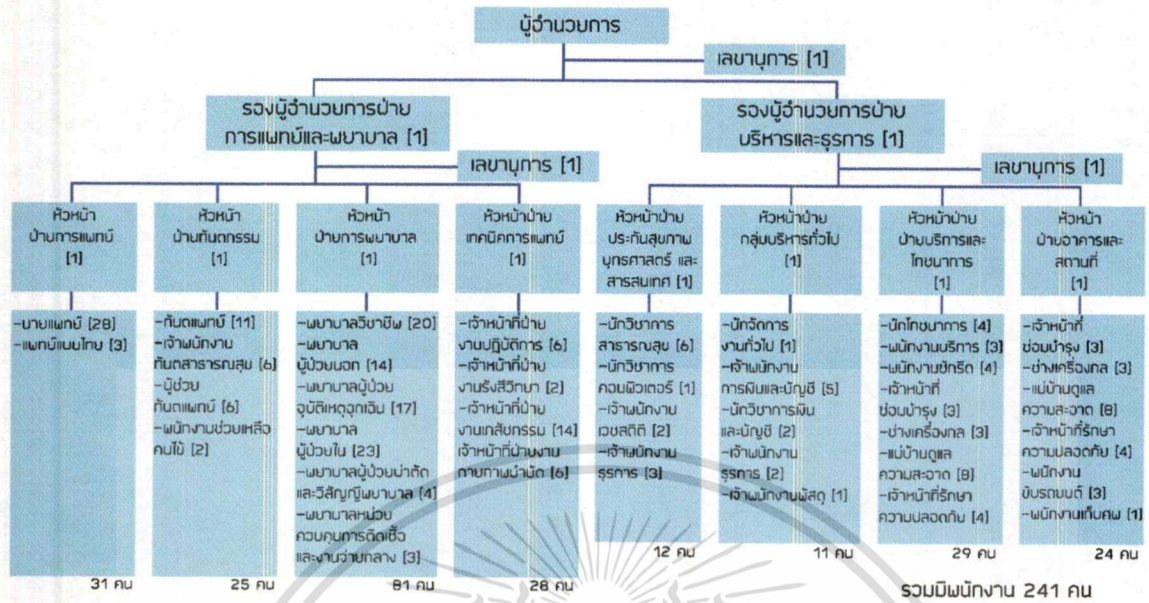 ผู้อำนวยการ
เลขานุการ [1]
รองผู้อำนวยการฝ่าย
การแพทย์และพยาบาล [1]
รองผู้อำนวยการฝ่าย
บริหารและธุรการ [1]
เลขานุการ [1]
เลขานุการ [1]
หัวหน้า
ฝ่ายการแพทย์
[1]
หัวหน้า
ฝ่ายทันตกรรม
[1]
หัวหน้า
ฝ่ายการพยาบาล
[1]
หัวหน้าฝ่าย
เทคนิคการแพทย์
[1]
หัวหน้าฝ่าย
ประกันสุขภาพ
ยุทธศาสตร์ และ
สารสนเทศ [1]
หัวหน้าฝ่าย
กลุ่มบริหารทั่วไป
[1]
หัวหน้าฝ่าย
ฝ่ายบริการและ
โภชนาการ
[1]
หัวหน้า
ฝ่ายอาคารและ
สถานที่
[1]
-นายแพทย์ [28]
-แพทย์แผนไทย [3]
31 คน
-ทันตแพทย์ [11]
-เจ้าพนักงาน
ทันตสาธารณสุข [6]
-ผู้ช่วย
ทันตแพทย์ [6]
-พนักงานช่วยเหลือ
คนไข้ [2]
25 คน
-พยาบาลวิชาชีพ [20]
-พยาบาล
ผู้ป่วยนอก [14]
-พยาบาลผู้ป่วย
อุบัติเหตุฉุกเฉิน [17]
-พยาบาล
ผู้ป่วยใน [23]
-พยาบาลผู้ป่วยผ่าตัด
และวิสัญญีพยาบาล [4]
-พยาบาลหน่วย
ควบคุมการติดเชื้อ
และงานจ่ายกลาง [3]
81 คน
-เจ้าหน้าที่ฝ่าย
งานปฏิบัติการ [6]
-เจ้าหน้าที่ฝ่าย
งานรังสีวิทยา [2]
-เจ้าหน้าที่ฝ่าย
งานเภสัชกรรม [14]
เจ้าหน้าที่ฝ่ายงาน
กายภาพบำบัด [6]
28 คน
-นักวิชาการ
สาธารณสุข [6]
-นักวิชาการ
คอมพิวเตอร์ [1]
-เจ้าพนักงาน
เวชสถิติ [2]
-เจ้าพนักงาน
ธุรการ [3]
12 คน
-นักจัดการ
งานทั่วไป [1]
-เจ้าพนักงาน
การเงินและบัญชี [5]
-นักวิชาการเงิน
และบัญชี [2]
-เจ้าพนักงาน
ธุรการ [2]
-เจ้าพนักงานพัสดุ [1]
11 คน
-นักโภชนาการ [4]
-พนักงานบริการ [3]
-พนักงานซักรีด [4]
-เจ้าหน้าที่
ซ่อมบำรุง [3]
-ช่างเครื่องกล [3]
-แม่บ้านดูแล
ความสะอาด [8]
-เจ้าหน้าที่รักษา
ความปลอดภัย [4]
29 คน
-เจ้าหน้าที่
ซ่อมบำรุง [3]
-ช่างเครื่องกล [3]
-แม่บ้านดูแล
ความสะอาด [8]
-เจ้าหน้าที่รักษา
ความปลอดภัย [4]
-พนักงาน
ขับรถยนต์ [3]
-พนักงานเก็บศพ [1]
24 คน
รวมมีพนักงาน 241 คน